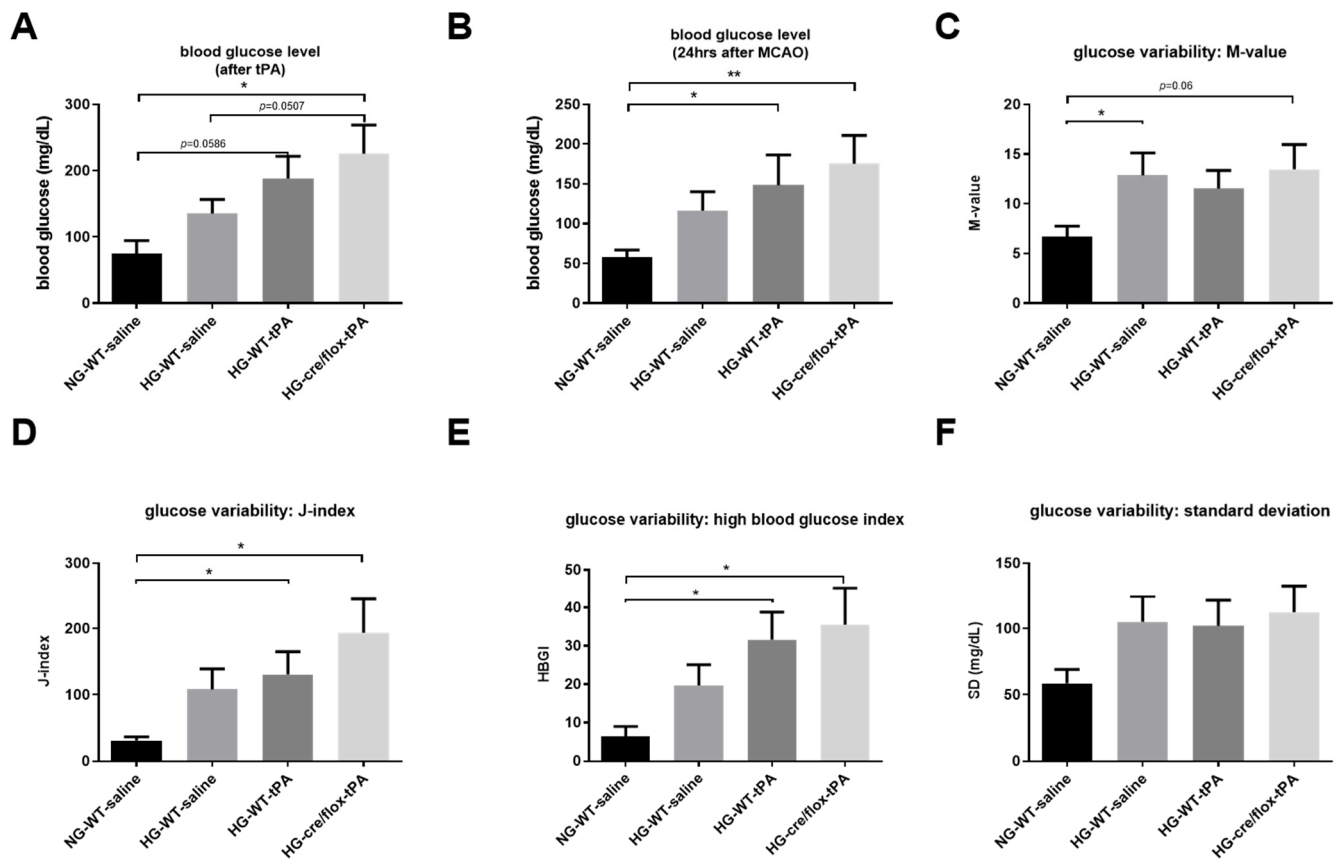 A
blood glucose level
(after tPA)
*
p=0.0507
p=0.0586
300
200
100
0
blood glucose (mg/dL)
NG-WT-saline
HG-WT-saline
HG-WT-tPA
HG-cre/flox-tPA
B
blood glucose level
(24hrs after MCAO)
**
*
250
200
150
100
50
0
blood glucose (mg/dL)
NG-WT-saline
HG-WT-saline
HG-WT-tPA
HG-cre/flox-tPA
C
glucose variability: M-value
p=0.06
*
20
15
10
5
0
M-value
NG-WT-saline
HG-WT-saline
HG-WT-tPA
HG-cre/flox-tPA
D
glucose variability: J-index
*
*
300
200
100
0
J-index
NG-WT-saline
HG-WT-saline
HG-WT-tPA
HG-cre/flox-tPA
E
glucose variability: high blood glucose index
*
*
50
40
30
20
10
0
HBGI
NG-WT-saline
HG-WT-saline
HG-WT-tPA
HG-cre/flox-tPA
F
glucose variability: standard deviation
150
100
50
0
SD (mg/dL)
NG-WT-saline
HG-WT-saline
HG-WT-tPA
HG-cre/flox-tPA